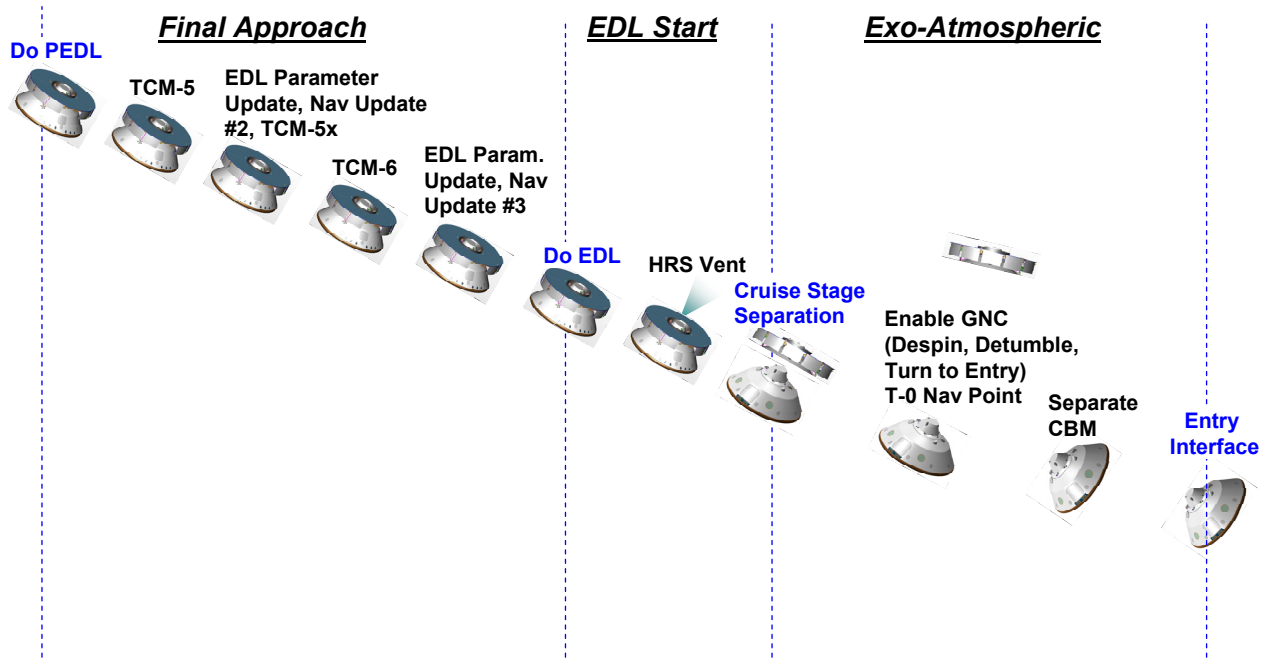 Final Approach
EDL Start
Exo-Atmospheric
Do PEDL
TCM-5
EDL Parameter
Update, Nav Update
#2, TCM-5x
TCM-6
EDL Param.
Update, Nav
Update #3
Do EDL
HRS Vent
Cruise Stage
Separation
Enable GNC
(Despin, Detumble,
Turn to Entry)
T-0 Nav Point
Separate
CBM
Entry
Interface